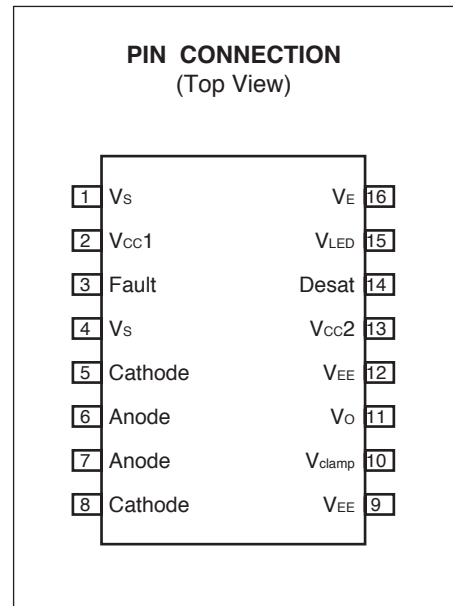 PIN CONNECTION
(Top View)
1 VS VE 16
2 VCC1 VLED 15
3 Fault Desat 14
4 VS VCC2 13
5 Cathode VEE 12
6 Anode VO 11
7 Anode Vclamp 10
8 Cathode VEE 9